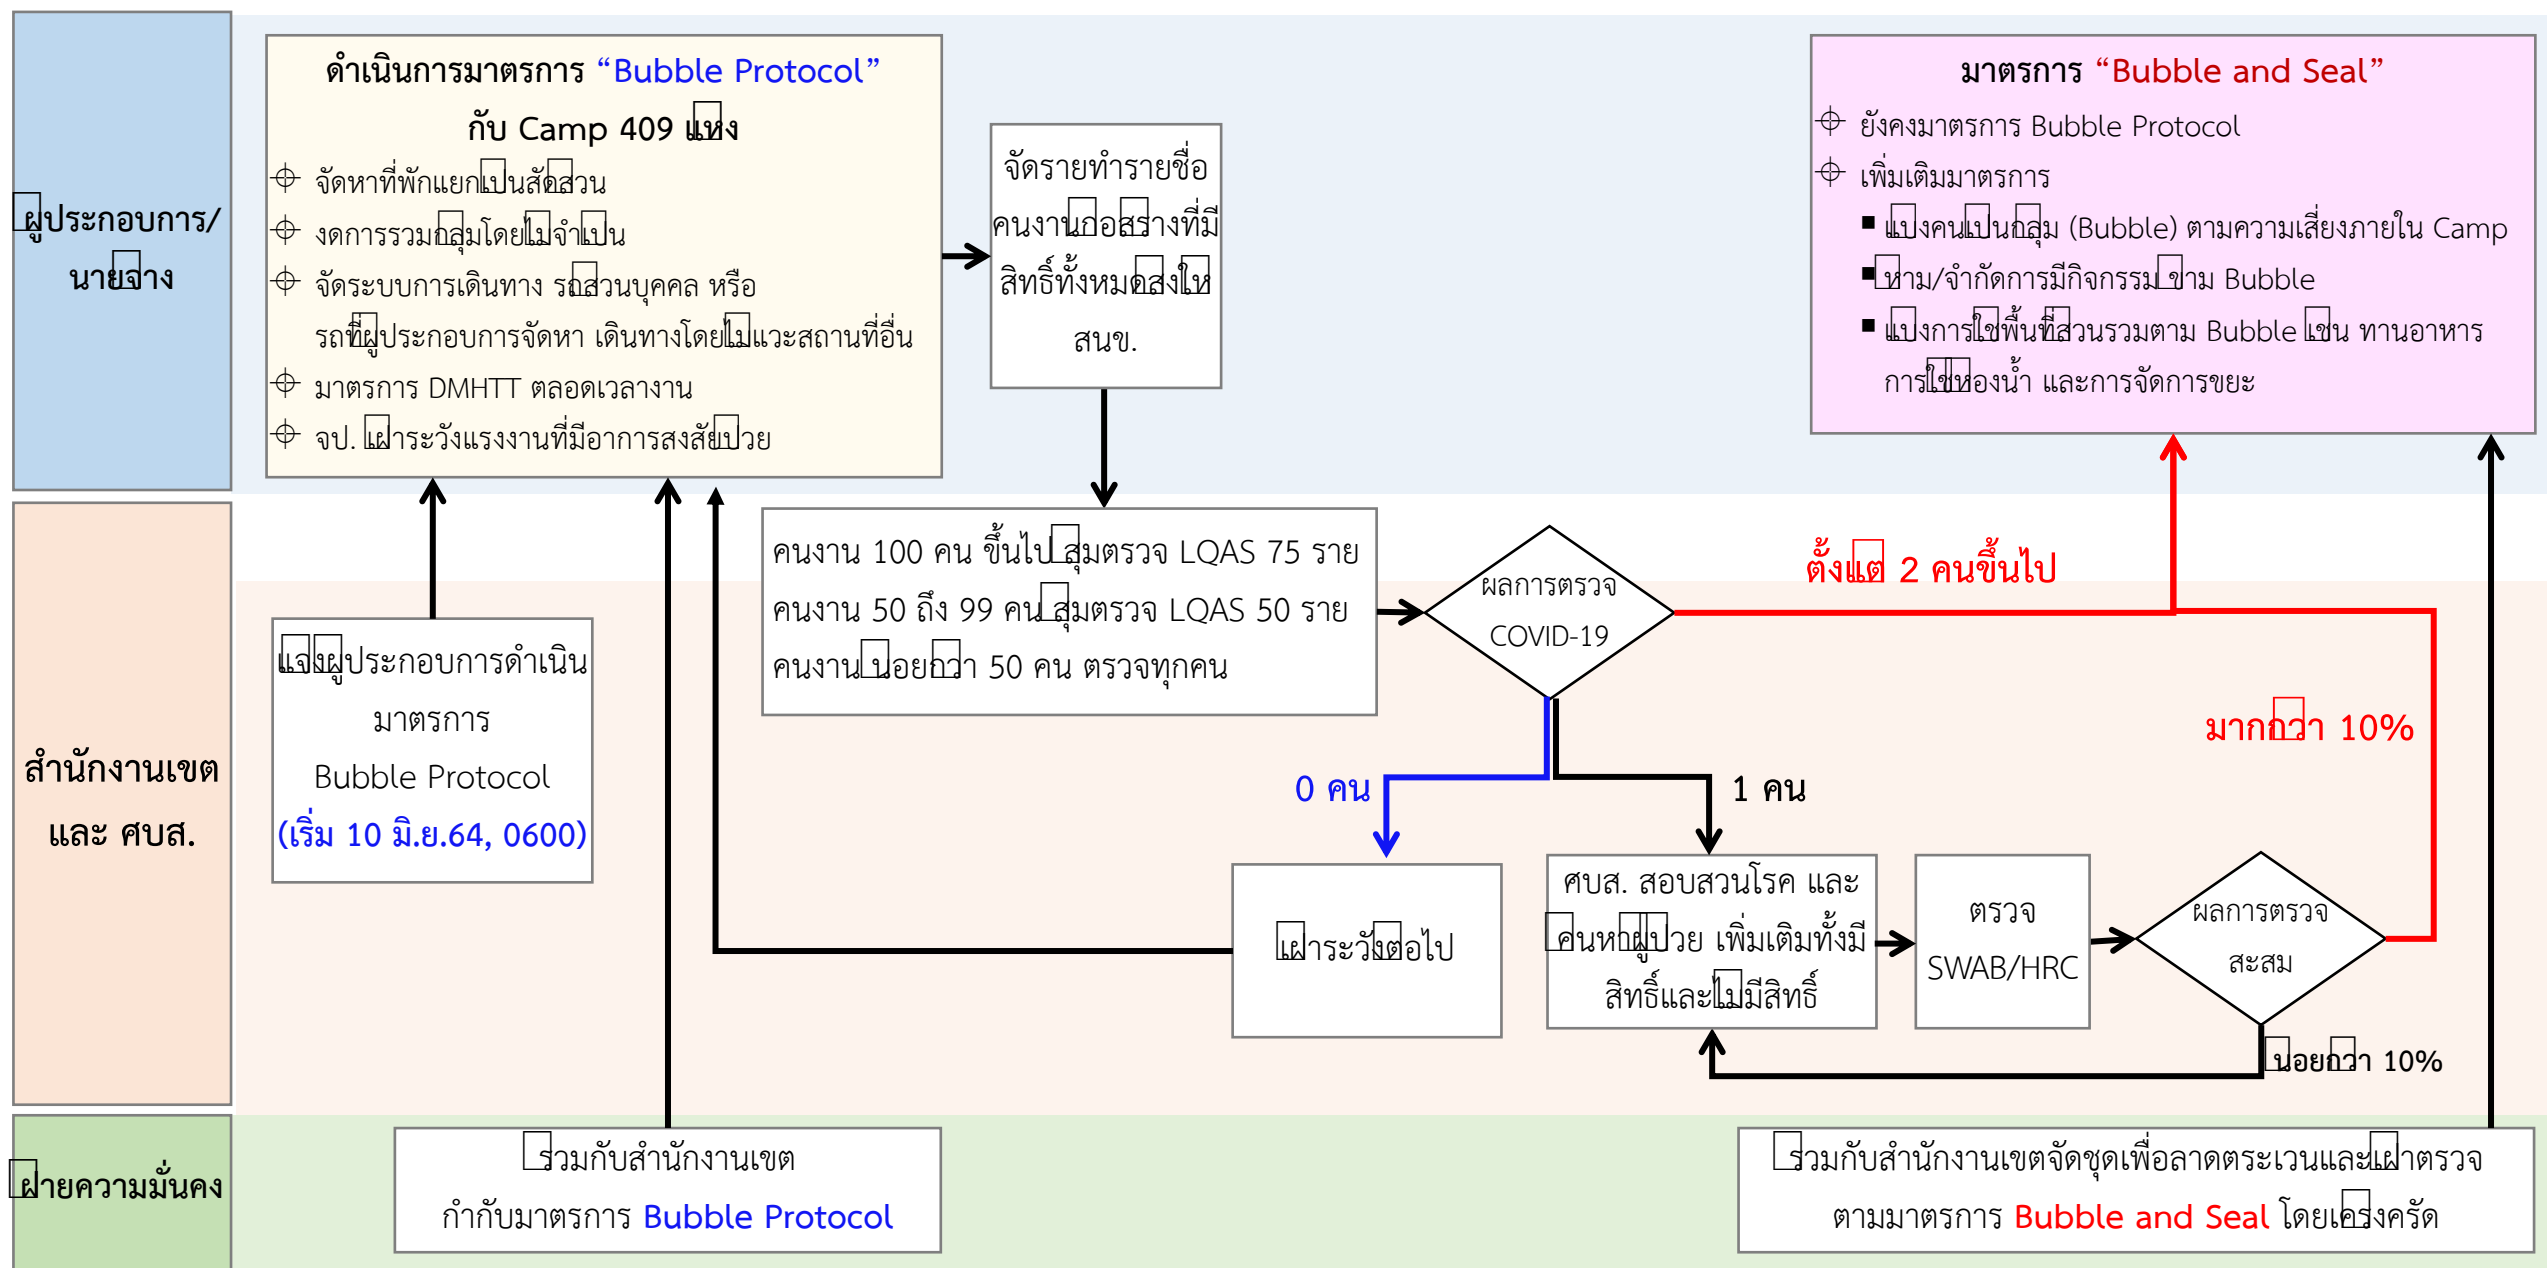 ผูประกอบการ/
นายจาง
ดำเนินการมาตรการ “Bubble Protocol”
กับ Camp 409 แหง
จัดหาที่พักแยกเปนสัดสวน
งดการรวมกลุมโดยไมจำเปน
จัดระบบการเดินทาง รถสวนบุคคล หรือ
รถที่ผูประกอบการจัดหา เดินทางโดยไมแวะสถานที่อื่น
มาตรการ DMHTT ตลอดเวลางาน
จป. เฝาระวังแรงงานที่มีอาการสงสัยปวย
จัดรายทำรายชื่อ
คนงานกอสรางที่มี
สิทธิ์ทั้งหมดสงให
สนข.
มาตรการ “Bubble and Seal”
ยังคงมาตรการ Bubble Protocol
เพิ่มเติมมาตรการ
■ แบงคนเปนกลุม (Bubble) ตามความเสี่ยงภายใน Camp
■ หาม/จำกัดการมีกิจกรรม ขาม Bubble
■ แบงการใชพื้นที่สวนรวมตาม Bubble เชน ทานอาหาร
การใชหองน้ำ และการจัดการขยะ
สำนักงานเขต
และ ศบส.
แจงผูประกอบการดำเนิน
มาตรการ
Bubble Protocol
(เริ่ม 10 มิ.ย.64, 0600)
คนงาน 100 คน ขึ้นไป สุมตรวจ LQAS 75 ราย
คนงาน 50 ถึง 99 คน สุมตรวจ LQAS 50 ราย
คนงาน นอยกวา 50 คน ตรวจทุกคน
ผลการตรวจ
COVID-19
ตั้งแต 2 คนขึ้นไป
มากกวา 10%
0 คน
1 คน
เฝาระวังตอไป
ศบส. สอบสวนโรค และ
คนหาผูปวย เพิ่มเติมทั้งมี
สิทธิ์และไมมีสิทธิ์
ตรวจ
SWAB/HRC
ผลการตรวจ
สะสม
นอยกวา 10%
ฝายความมั่นคง
รวมกับสำนักงานเขต
กำกับมาตรการ Bubble Protocol
รวมกับสำนักงานเขตจัดชุดเพื่อลาดตระเวนและเฝาตรวจ
ตามมาตรการ Bubble and Seal โดยเครงครัด